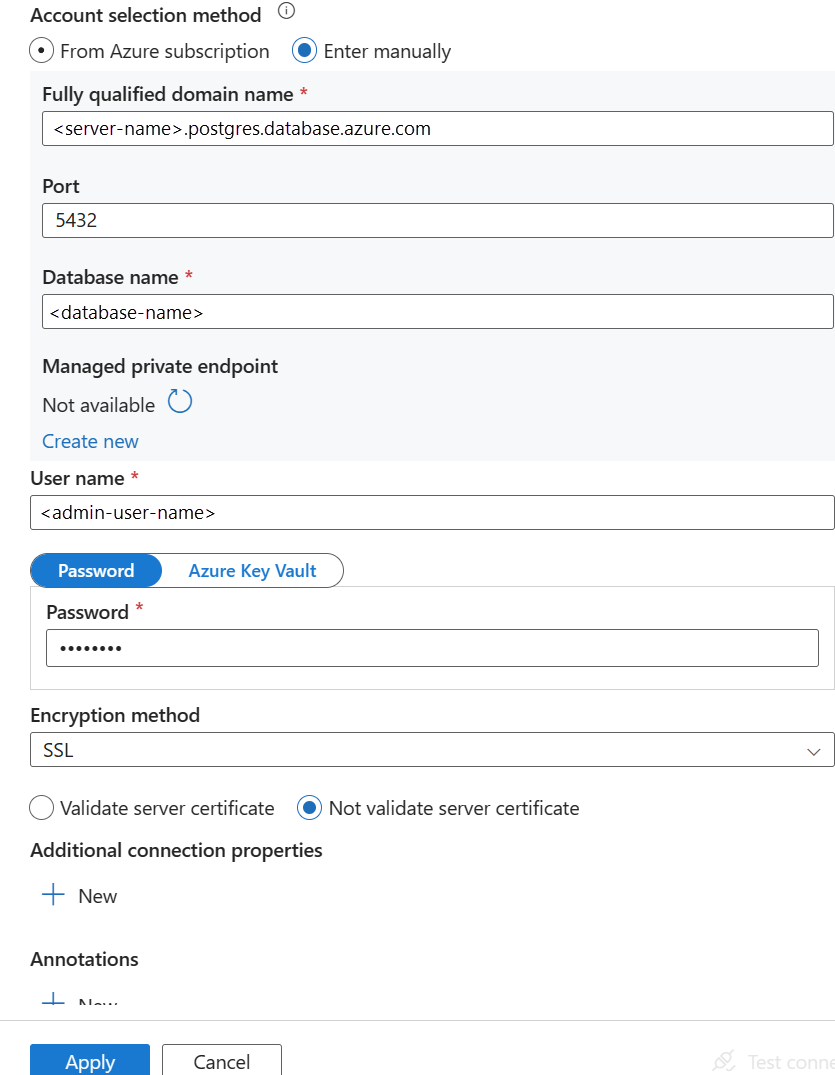 Account selection method
From Azure subscription Enter manually
Fully qualified domain name *
<server-name>.postgres.database.azure.com
Port
5432
Database name *
<database-name>
Managed private endpoint
Not available
Create new
User name *
<admin-user-name>
Password Azure Key Vault
Password *
••••••••
Encryption method
SSL
Validate server certificate Not validate server certificate
Additional connection properties
New
Annotations
New
Apply Cancel Test conne